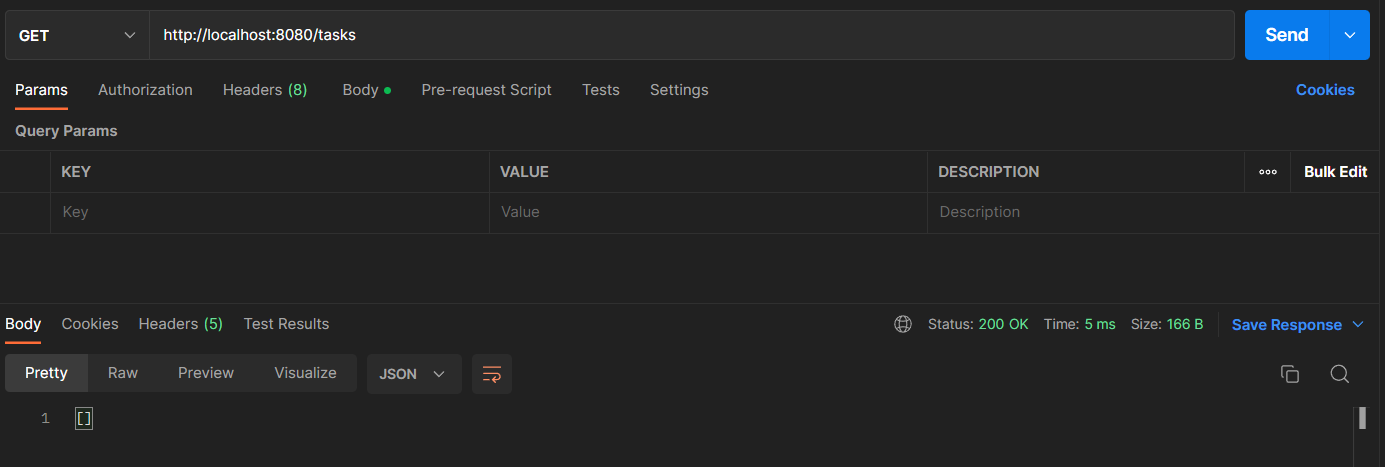 GET http://localhost:8080/tasks Send
Params Authorization Headers (8) Body Pre-request Script Tests Settings Cookies
Query Params
KEY VALUE DESCRIPTION ooo Bulk Edit
Key Value Description
Body Cookies Headers (5) Test Results Status: 200 OK Time: 5 ms Size: 166 B Save Response
Pretty Raw Preview Visualize JSON
1 []